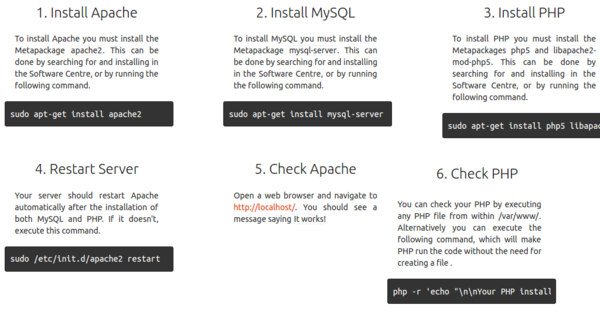 1. Install Apache
To install Apache you must install the
Metapackage apache2. This can be
done by searching for and installing in
the Software Centre, or by running the
following command.
sudo apt-get install apache2
2. Install MySQL
To install MySQL you must install the
Metapackage mysql-server. This can
be done by searching for and installing
in the Software Centre, or by running
the following command.
sudo apt-get install mysql-server
3. Install PHP
To install PHP you must install the
Metapackages php5 and libapache2-
mod-php5. This can be done by
searching for and installing in the
Software Centre, or by running the
following command.
sudo apt-get install php5 libapac
4. Restart Server
Your server should restart Apache
automatically after the installation of
both MySQL and PHP. If it doesn't,
execute this command.
sudo /etc/init.d/apache2 restart
5. Check Apache
Open a web browser and navigate to
http://localhost/. You should see a
message saying It works!
6. Check PHP
You can check your PHP by executing
any PHP file from within /var/www/.
Alternatively you can execute the
following command, which will make
PHP run the code without the need for
creating a file .
php -r 'echo "\n\nYour PHP install